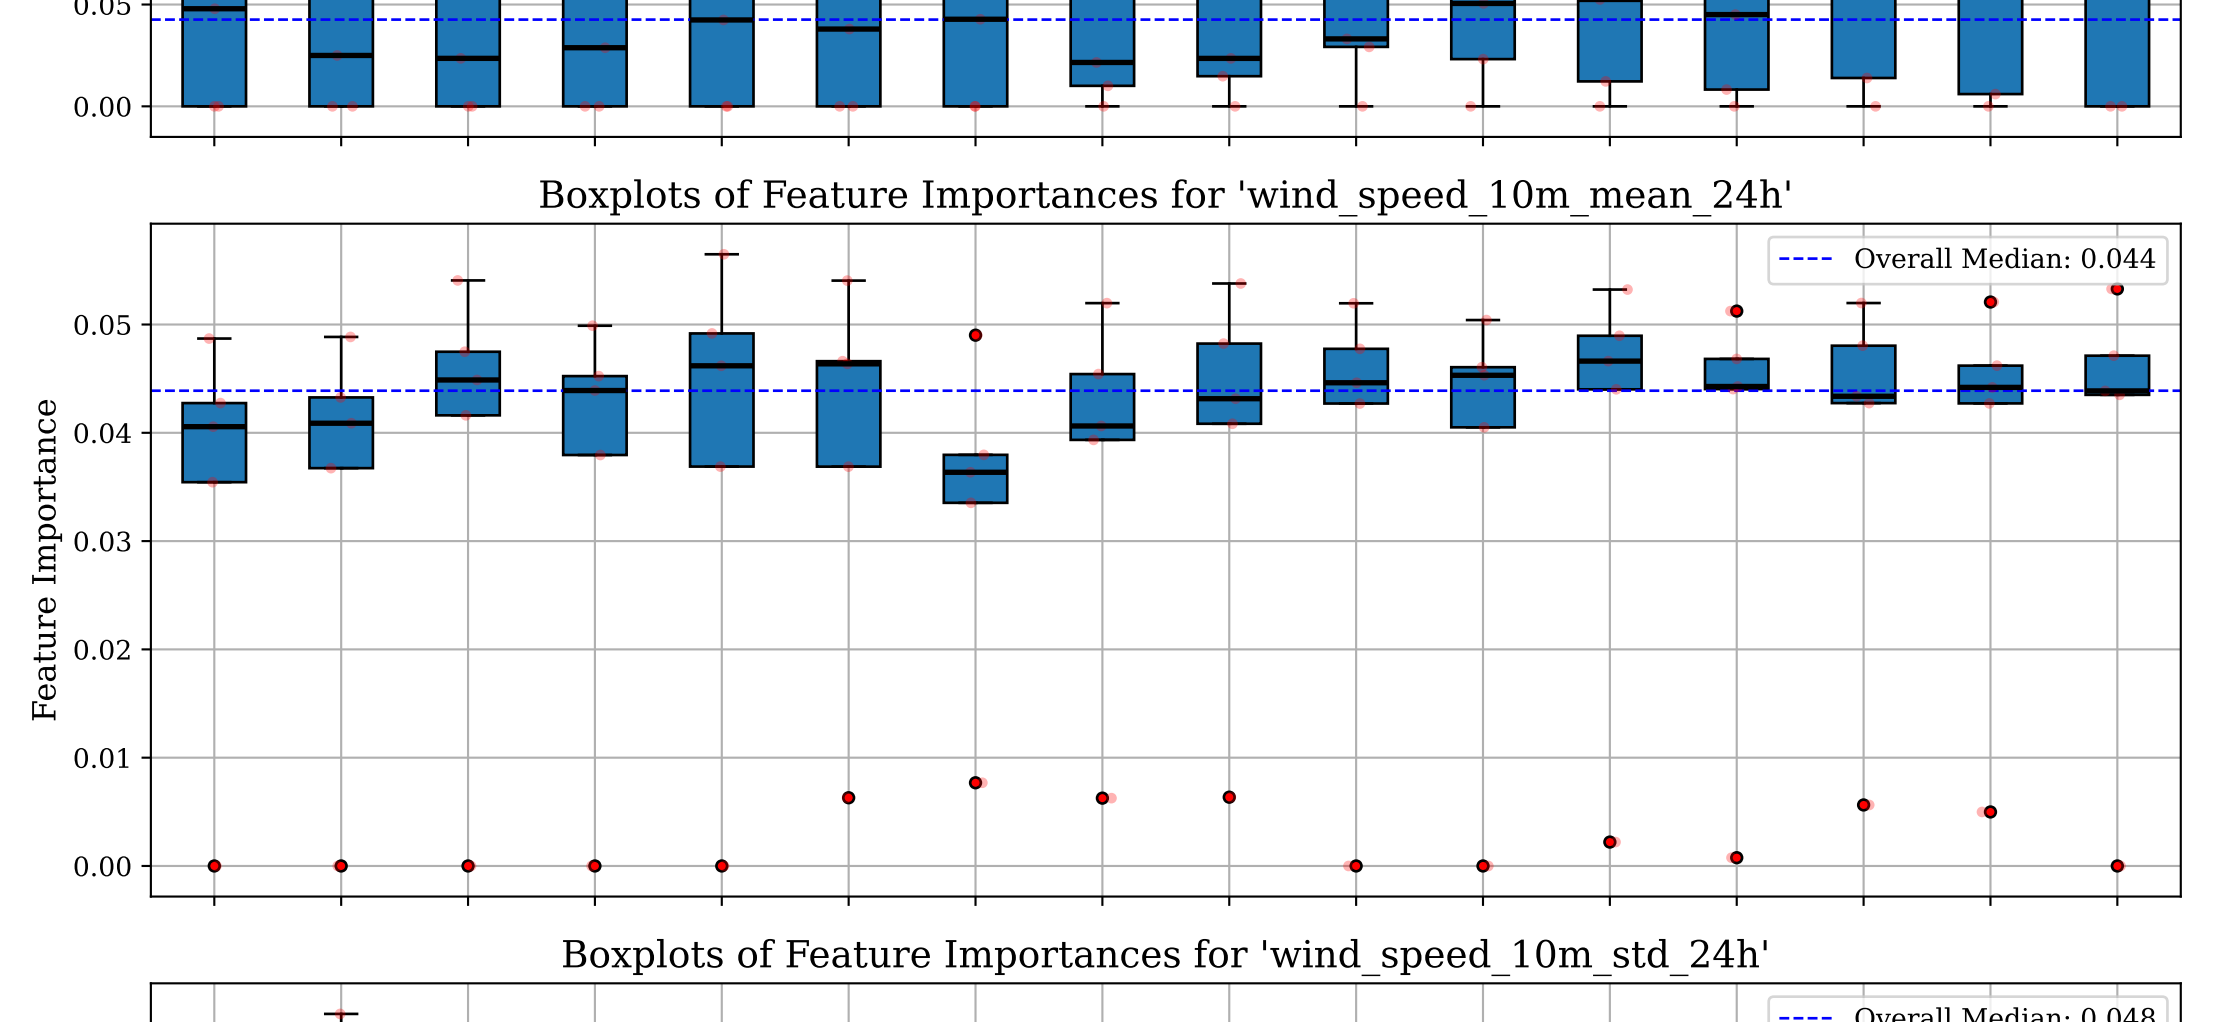 0.05
0.00
Boxplots of Feature Importances for 'wind_speed_10m_mean_24h'
Overall Median: 0.044
Feature Importance
0.05
0.04
0.03
0.02
0.01
0.00
Boxplots of Feature Importances for 'wind_speed_10m_std_24h'
Overall Median: 0.048